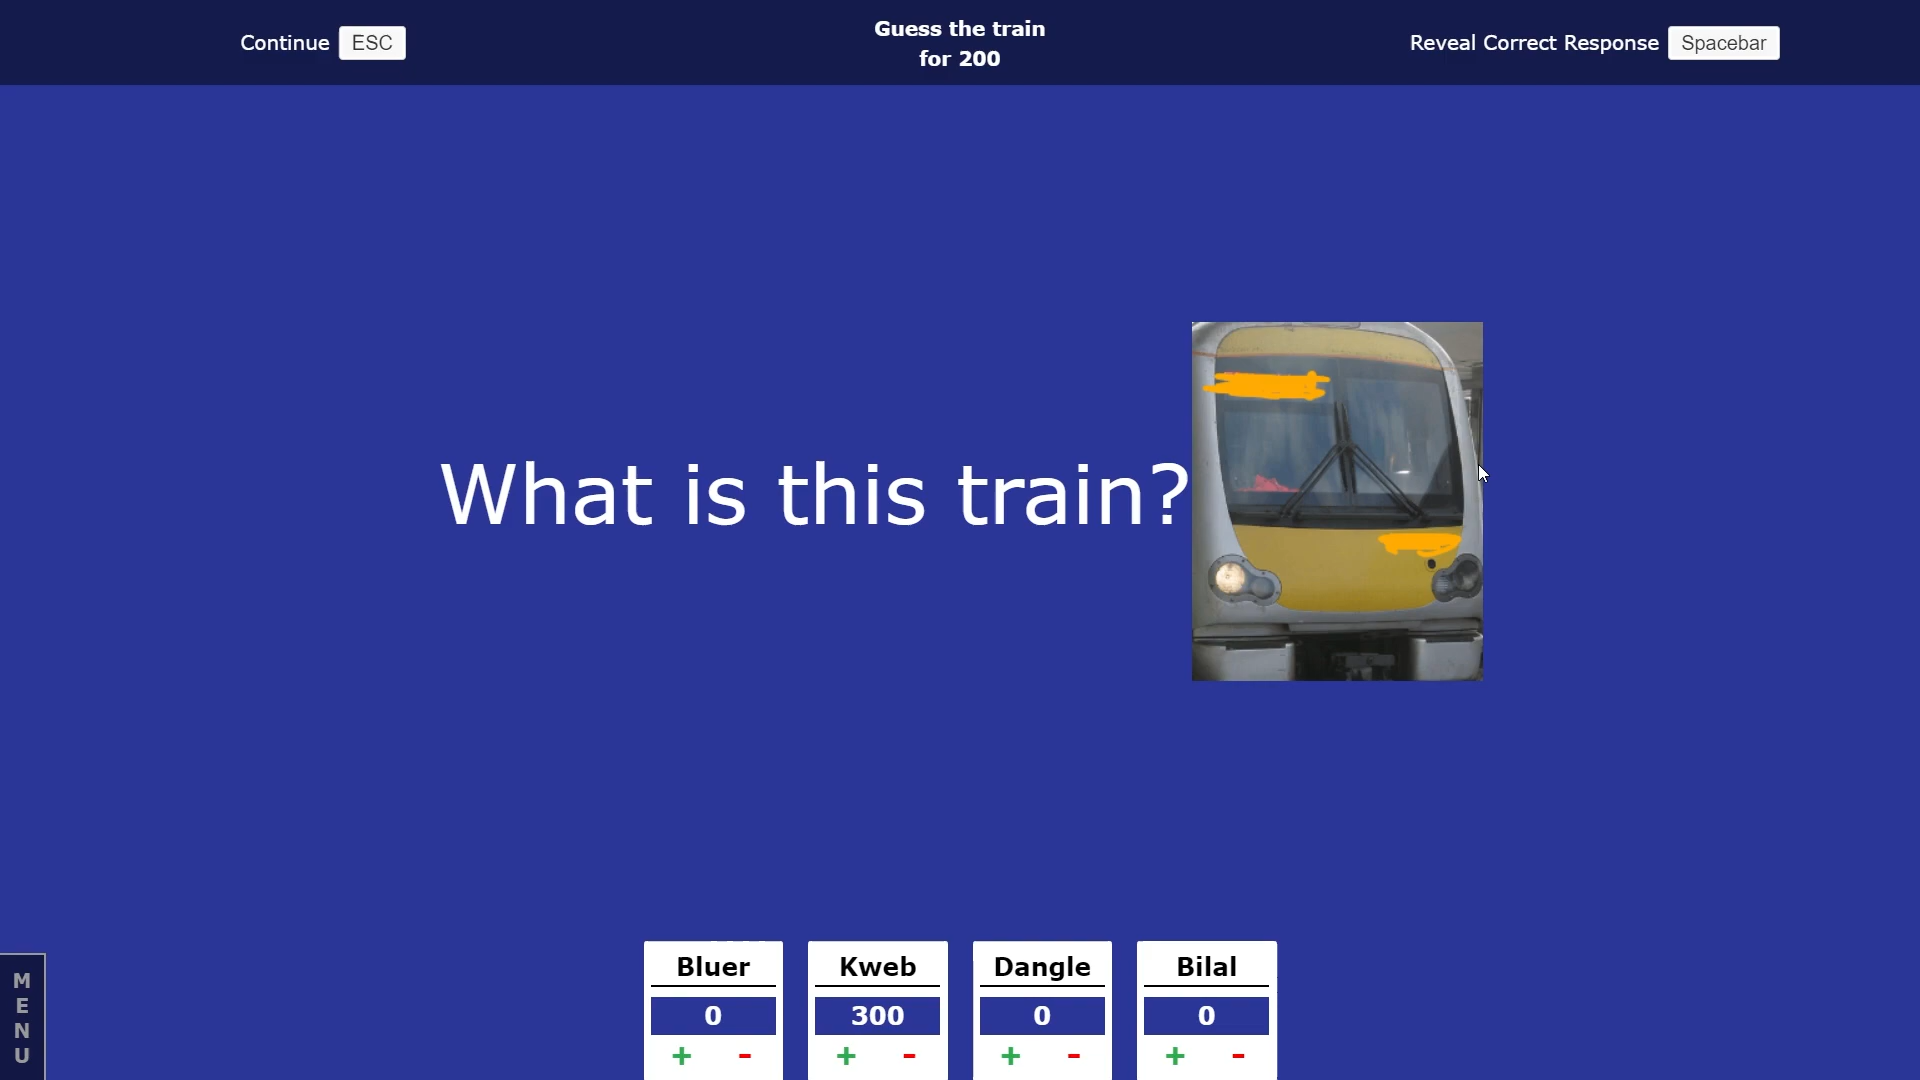 Continue ESC
Guess the train
for 200
Reveal Correct Response Spacebar
What is this train?
MENU
Bluer
0
+ -
Kweb
300
+ -
Dangle
0
+ -
Bilal
0
+ -